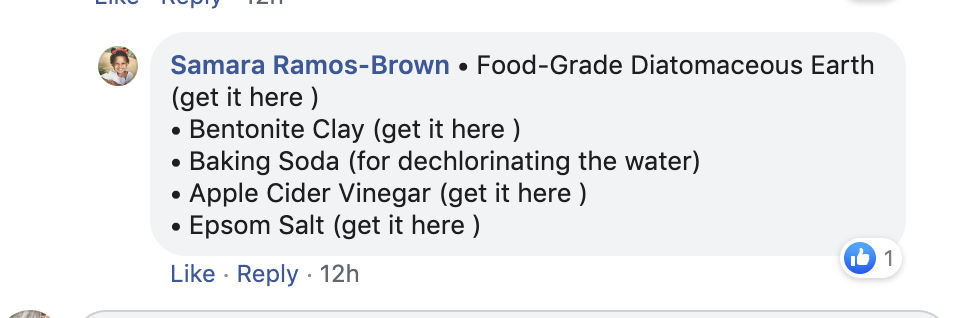 Like Reply 12h
Samara Ramos-Brown • Food-Grade Diatomaceous Earth
(get it here )
• Bentonite Clay (get it here )
• Baking Soda (for dechlorinating the water)
• Apple Cider Vinegar (get it here )
• Epsom Salt (get it here )
1
Like · Reply · 12h